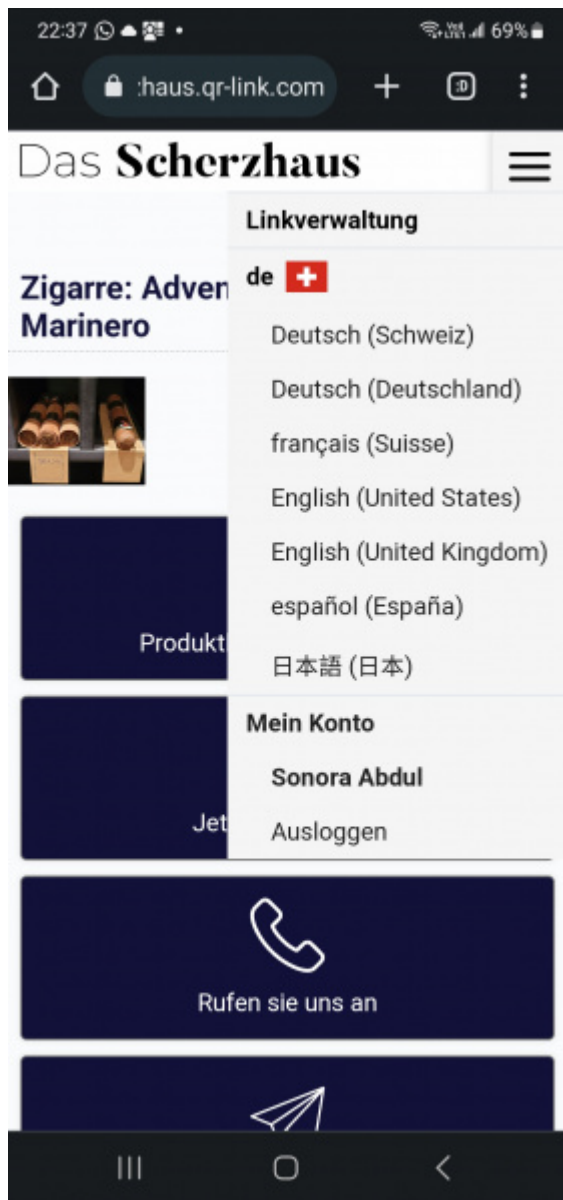 22:37
69%
:haus.qr-link.com
:D
Das Scherzhaus
Linkverwaltung
de
Zigarre: Adven
Marinero
Deutsch (Schweiz)
Deutsch (Deutschland)
français (Suisse)
English (United States)
English (United Kingdom)
español (España)
日本語 (日本)
Produkt
Mein Konto
Sonora Abdul
Jet
Ausloggen
Rufen sie uns an